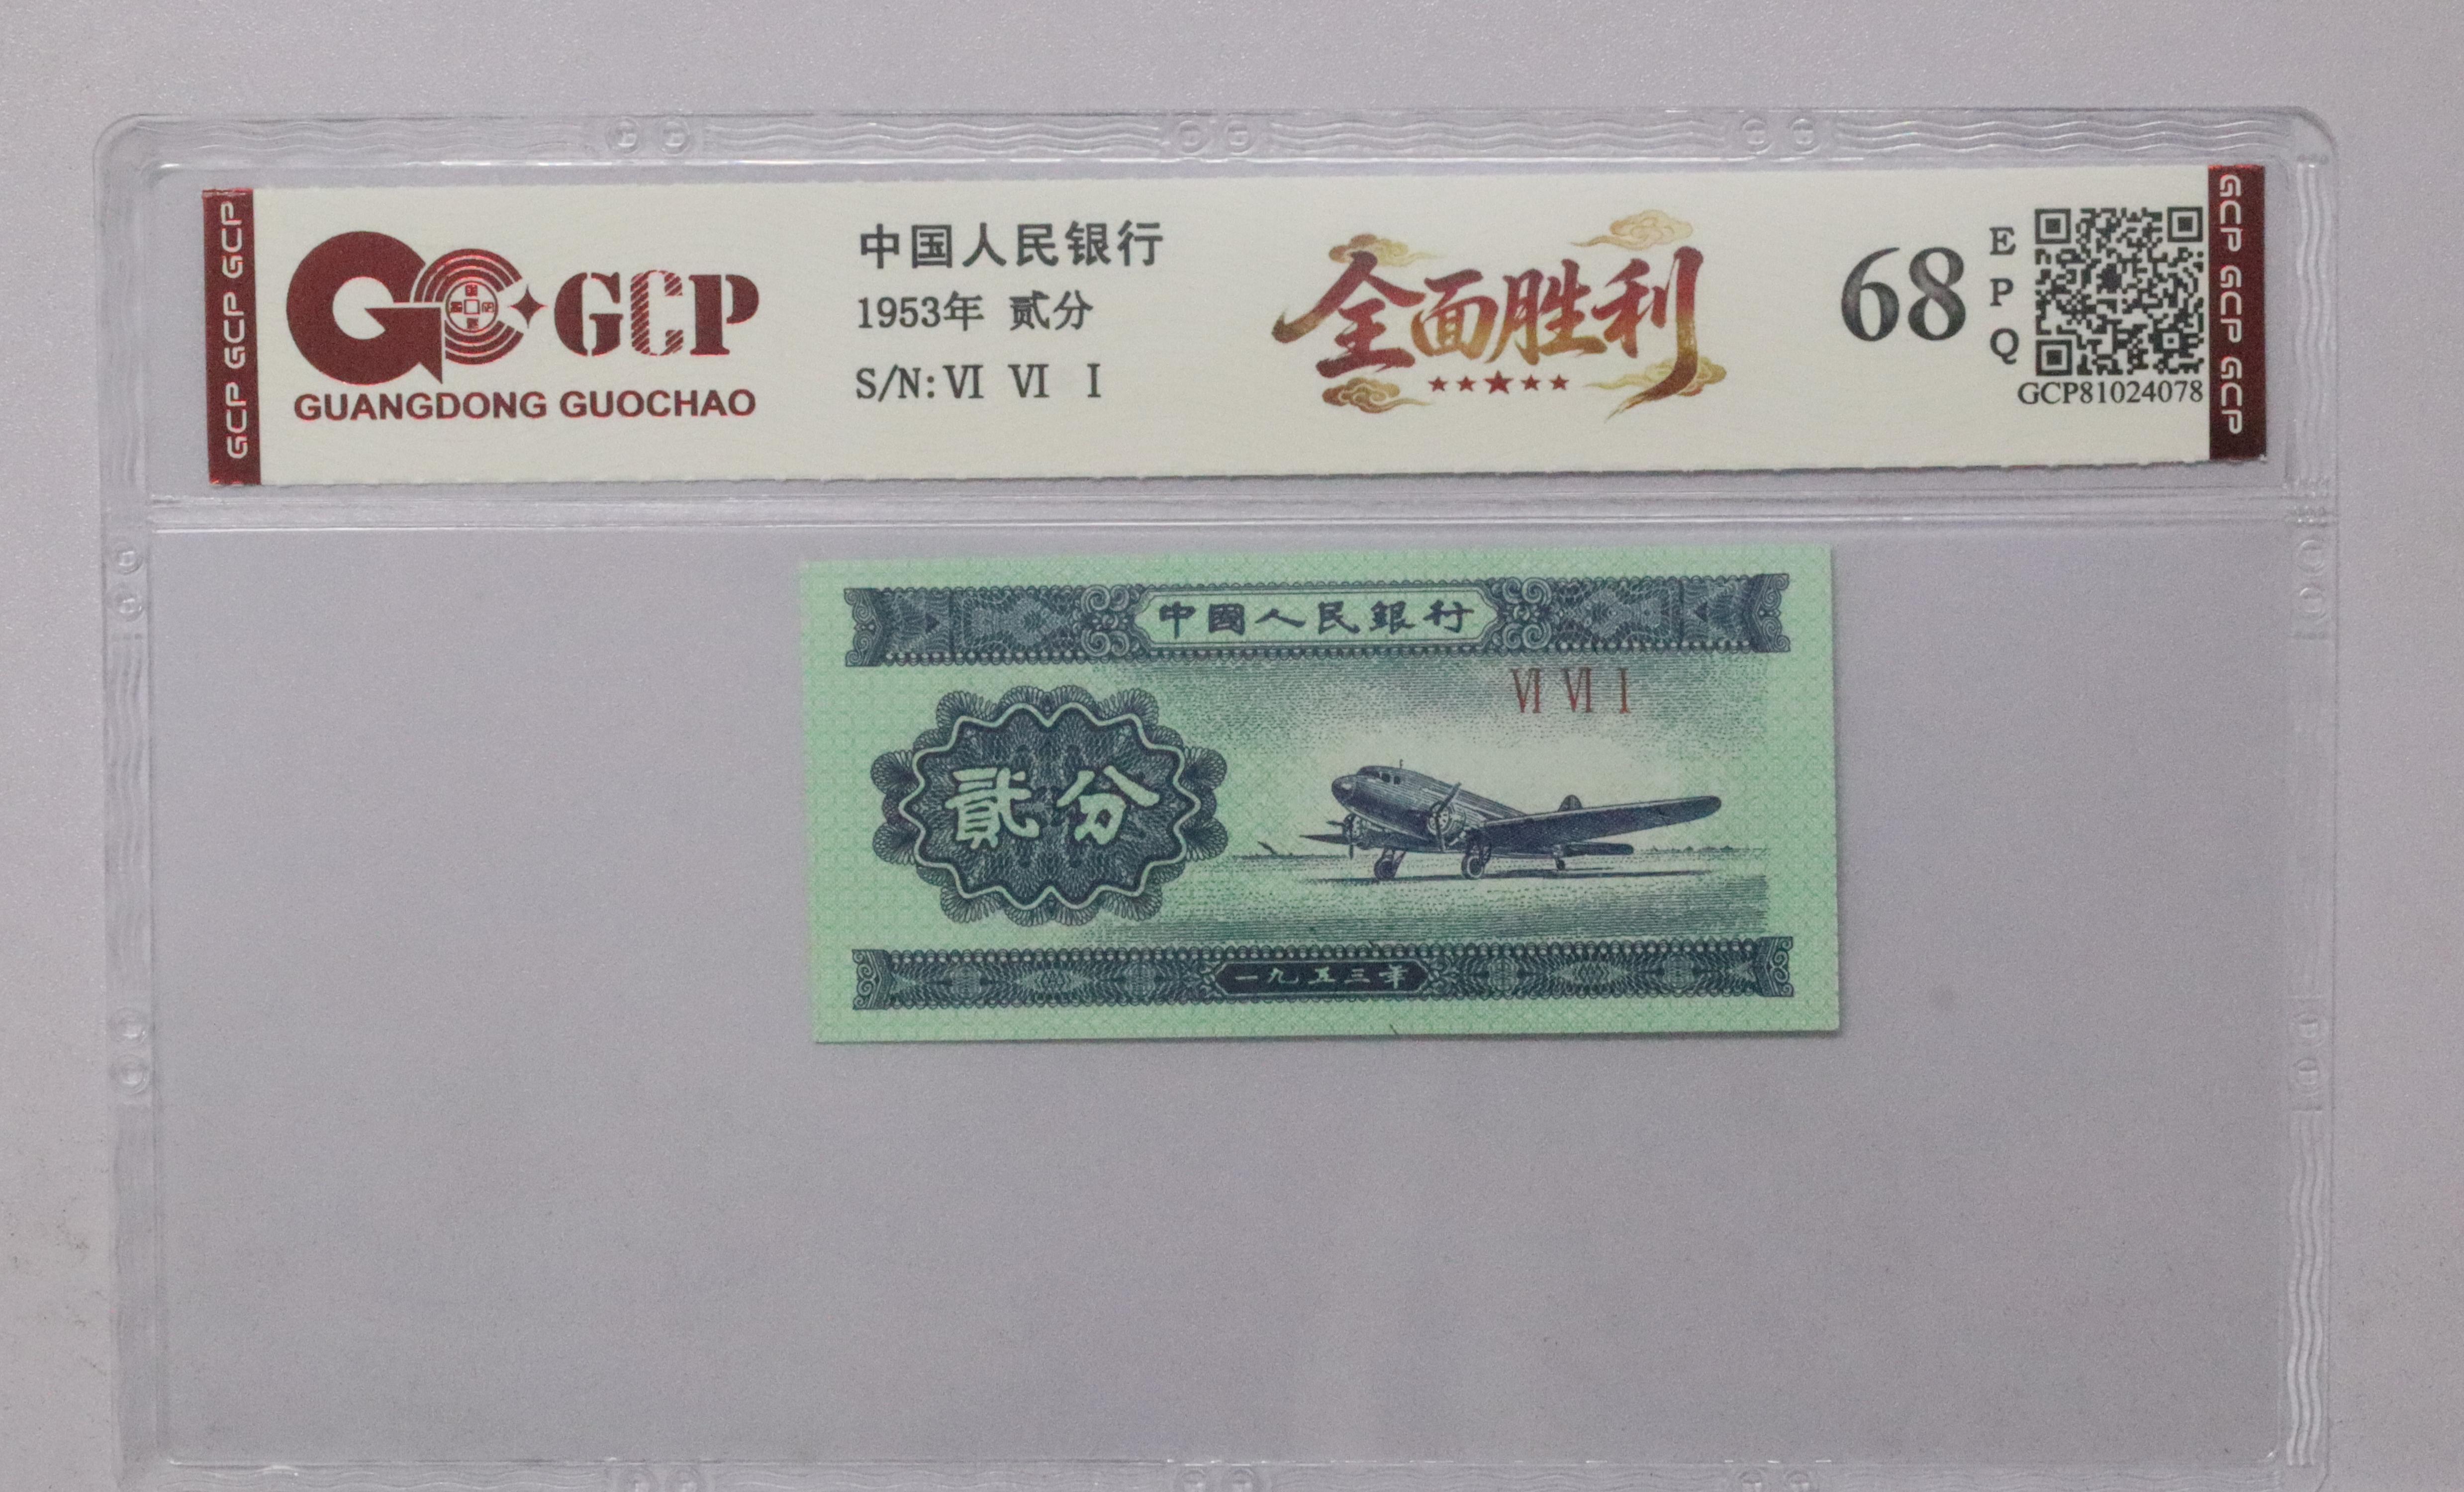 GCP GCP GCP
GCP
GUANGDONG GUOCHAO
中国人民银行
1953年 贰分
S/N: VI VI I
全面胜利
★★★★★
68
E
P
Q
GCP81024078
GCP GCP GCP
中國人民銀行
VI VI I
貳分
一九五三年